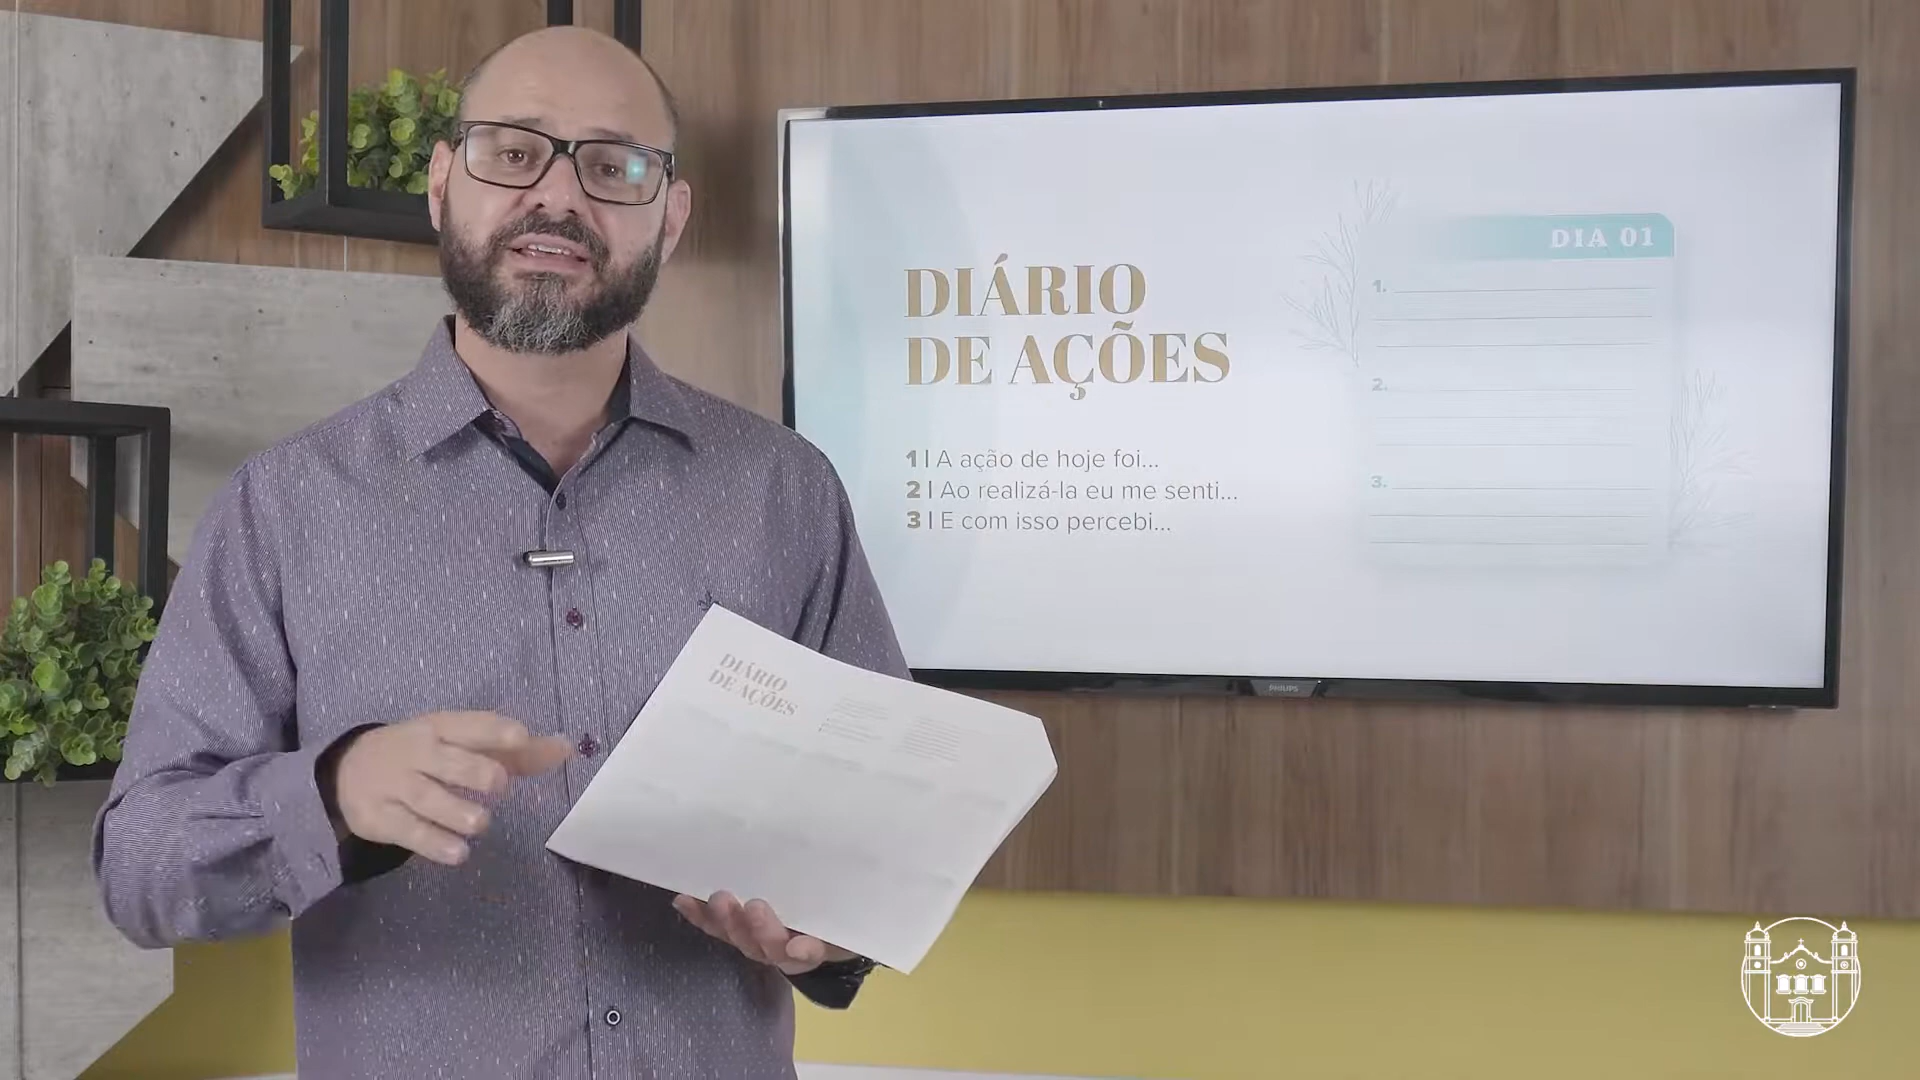 DIÁRIO
DE AÇÕES
1 | A ação de hoje foi...
2 | Ao realizá-la eu me senti...
3 | E com isso percebi...
DIA 01
1.
2.
3.
PHILIPS
DIÁRIO
DE AÇÕES